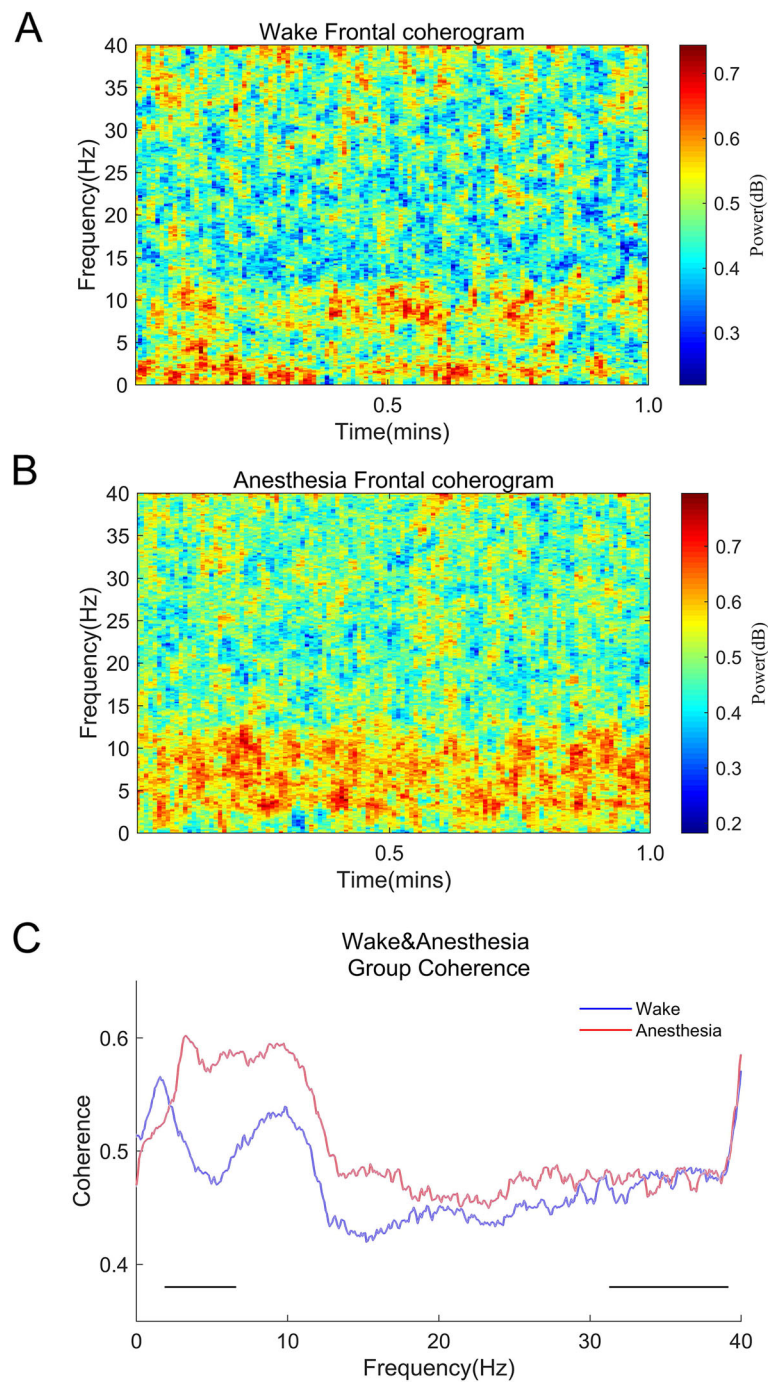 A
Wake Frontal coherogram
40
35
30
25
20
15
10
5
0
Frequency(Hz)
0.5
1.0
Time(mins)
0.7
0.6
0.5
0.4
0.3
Power(dB)
B
Anesthesia Frontal coherogram
40
35
30
25
20
15
10
5
0
Frequency(Hz)
0.5
1.0
Time(mins)
0.7
0.6
0.5
0.4
0.3
0.2
Power(dB)
C
Wake&Anesthesia
Group Coherence
Wake
Anesthesia
0.6
0.5
0.4
Coherence
0
10
20
30
40
Frequency(Hz)